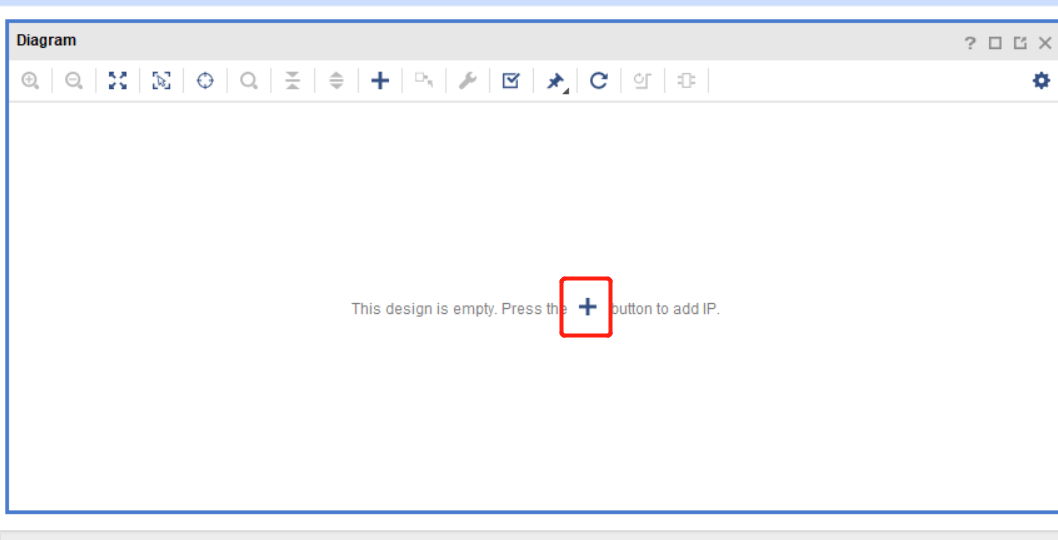 Diagram
This design is empty. Press the + button to add IP.